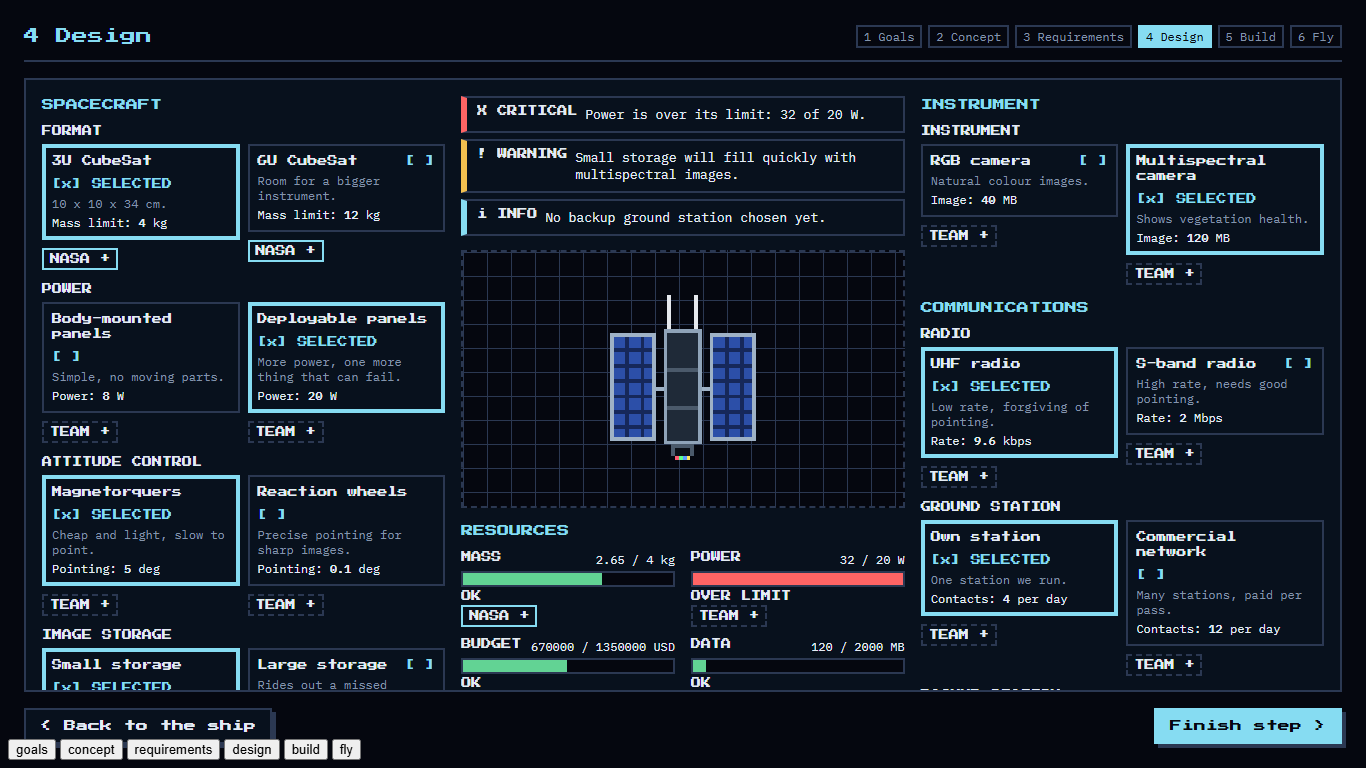 4 Design
1 Goals
2 Concept
3 Requirements
4 Design
5 Build
6 Fly
SPACECRAFT
FORMAT
3U CubeSat
[x] SELECTED
10 x 10 x 34 cm.
Mass limit: 4 kg
NASA +
6U CubeSat [ ]
Room for a bigger
instrument.
Mass limit: 12 kg
NASA +
POWER
Body-mounted
panels
[ ]
Simple, no moving parts.
Power: 8 W
TEAM +
Deployable panels
[x] SELECTED
More power, one more
thing that can fail.
Power: 20 W
TEAM +
ATTITUDE CONTROL
Magnetorquers
[x] SELECTED
Cheap and light, slow to
point.
Pointing: 5 deg
TEAM +
Reaction wheels
[ ]
Precise pointing for
sharp images.
Pointing: 0.1 deg
TEAM +
IMAGE STORAGE
Small storage
[x] SELECTED
Large storage [ ]
Rides out a missed
X CRITICAL Power is over its limit: 32 of 20 W.
! WARNING Small storage will fill quickly with
multispectral images.
i INFO No backup ground station chosen yet.
RESOURCES
MASS 2.65 / 4 kg
OK
NASA +
POWER 32 / 20 W
OVER LIMIT
TEAM +
BUDGET 670000 / 1350000 USD
OK
DATA 120 / 2000 MB
OK
INSTRUMENT
INSTRUMENT
RGB camera [ ]
Natural colour images.
Image: 40 MB
TEAM +
Multispectral
camera
[x] SELECTED
Shows vegetation health.
Image: 120 MB
TEAM +
COMMUNICATIONS
RADIO
UHF radio
[x] SELECTED
Low rate, forgiving of
pointing.
Rate: 9.6 kbps
TEAM +
S-band radio [ ]
High rate, needs good
pointing.
Rate: 2 Mbps
TEAM +
GROUND STATION
Own station
[x] SELECTED
One station we run.
Contacts: 4 per day
TEAM +
Commercial
network
[ ]
Many stations, paid per
pass.
Contacts: 12 per day
TEAM +
< Back to the ship
Finish step >
goals
concept
requirements
design
build
fly